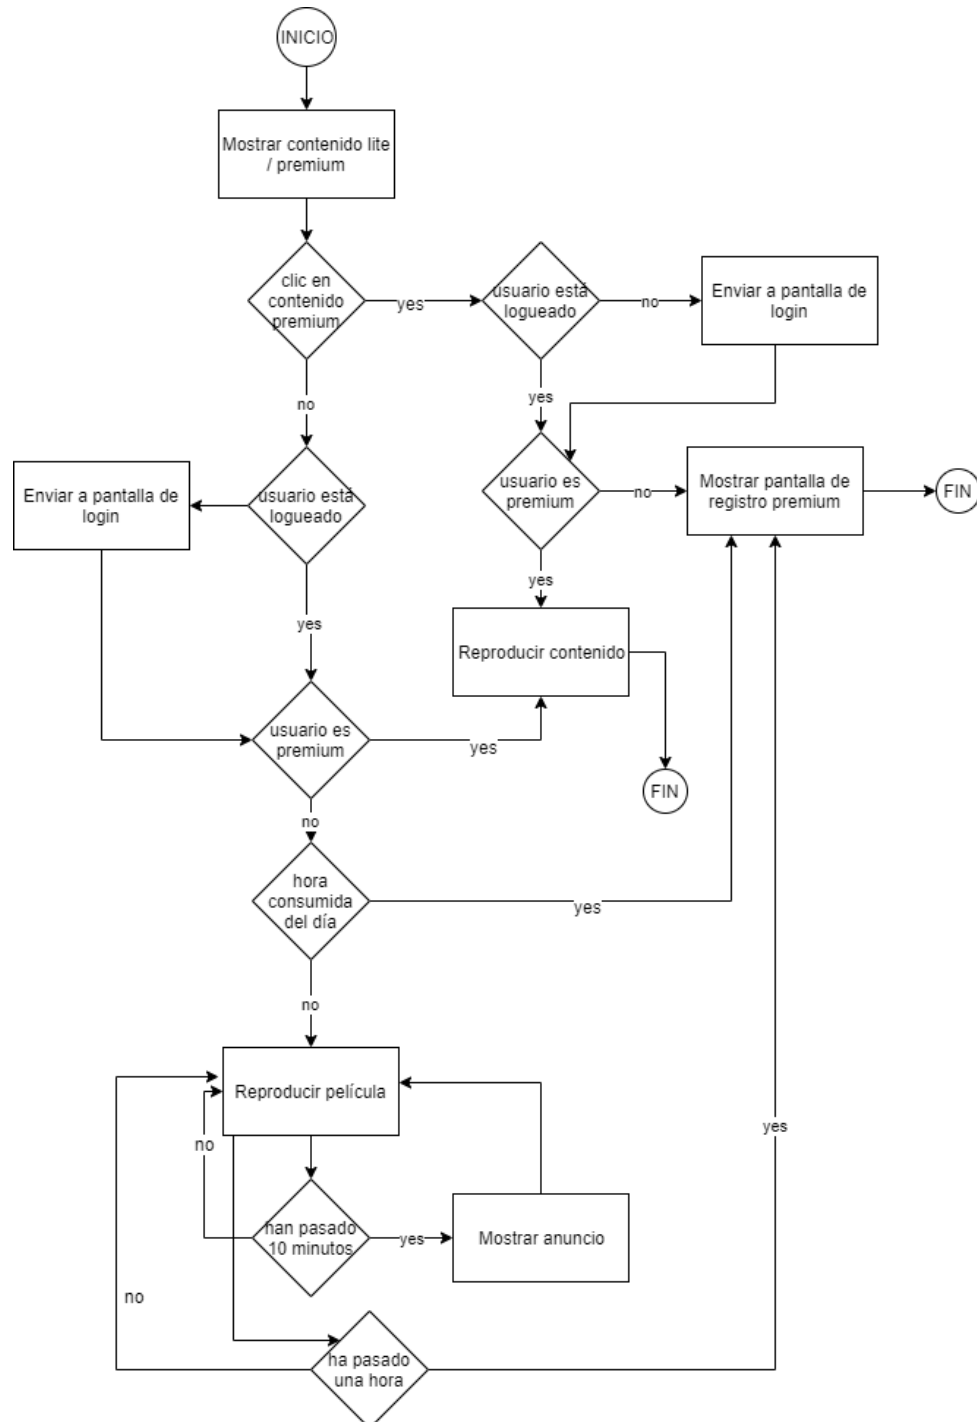 INICIO
Mostrar contenido lite
/ premium
clic en
contenido
premium
yes
usuario está
logueado
no
Enviar a pantalla de
login
no
yes
Enviar a pantalla de
login
usuario está
logueado
usuario es
premium
no
Mostrar pantalla de
registro premium
FIN
yes
yes
Reproducir contenido
usuario es
premium
yes
FIN
no
hora
consumida
del día
yes
no
Reproducir película
no
yes
han pasado
10 minutos
yes
Mostrar anuncio
no
ha pasado
una hora